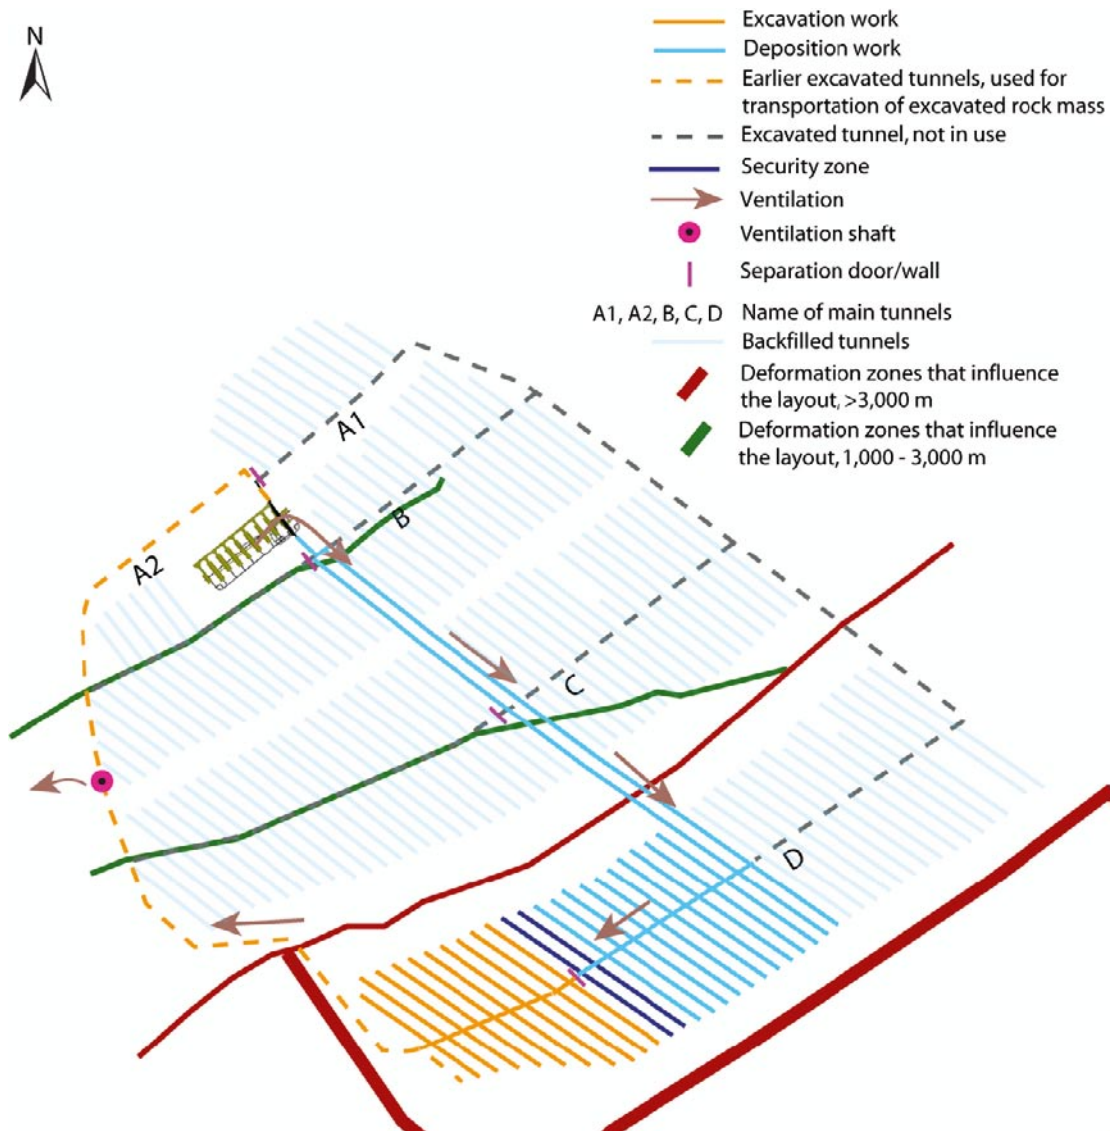 N
Excavation work
Deposition work
Earlier excavated tunnels, used for
transportation of excavated rock mass
Excavated tunnel, not in use
Security zone
Ventilation
Ventilation shaft
Separation door/wall
A1, A2, B, C, D Name of main tunnels
Backfilled tunnels
Deformation zones that influence
the layout, >3,000 m
Deformation zones that influence
the layout, 1,000 - 3,000 m
A1
B
A2
C
D